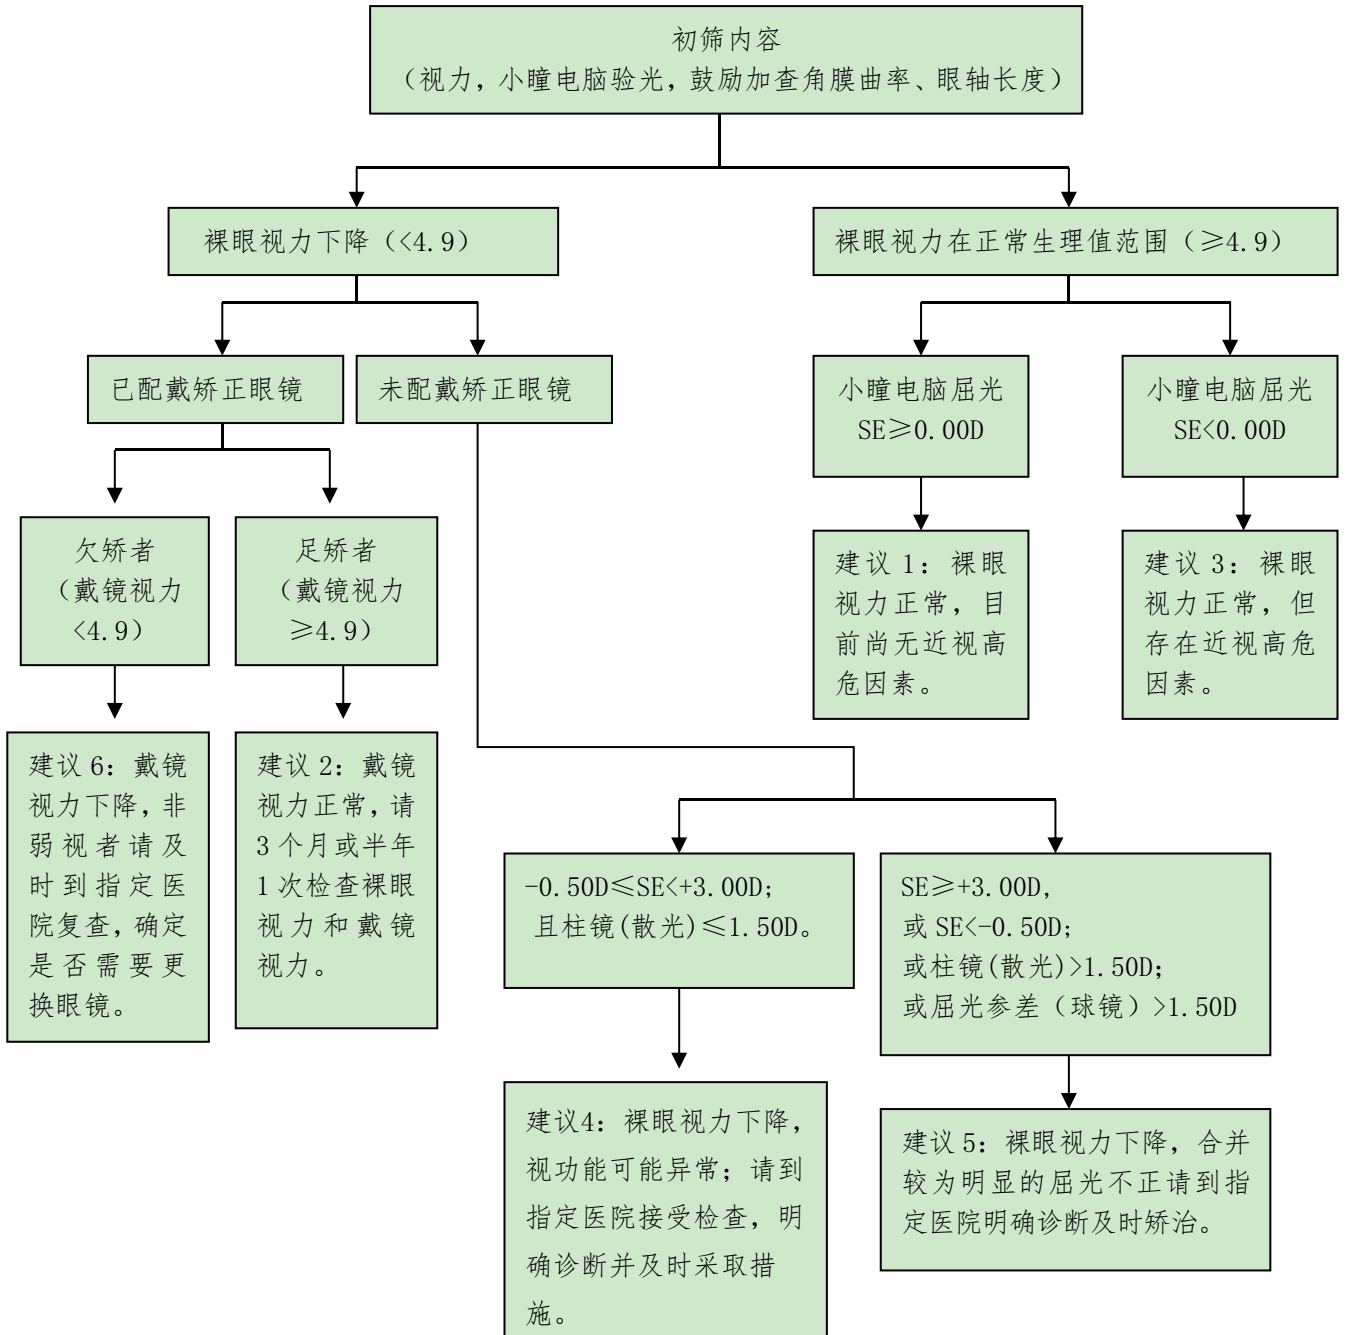 初筛内容
（视力，小瞳电脑验光，鼓励加查角膜曲率、眼轴长度）
裸眼视力下降（<4.9）
裸眼视力在正常生理值范围（≥4.9）
已配戴矫正眼镜
未配戴矫正眼镜
小瞳电脑屈光
SE≥0.00D
小瞳电脑屈光
SE<0.00D
欠矫者
（戴镜视力
<4.9）
足矫者
（戴镜视力
≥4.9）
建议 1：裸眼
视力正常，目
前尚无近视高
危因素。
建议 3：裸眼
视力正常，但
存在近视高危
因素。
建议 6：戴镜
视力下降，非
弱视者请及
时到指定医
院复查，确定
是否需要更
换眼镜。
建议 2：戴镜
视力正常，请
3 个月或半年
1 次检查裸眼
视力和戴镜
视力。
-0.50D≤SE<+3.00D；
且柱镜(散光)≤1.50D。
SE≥+3.00D，
或 SE<-0.50D；
或柱镜(散光)>1.50D；
或屈光参差（球镜）>1.50D
建议4：裸眼视力下降，
视功能可能异常；请到
指定医院接受检查，明
确诊断并及时采取措
施。
建议 5：裸眼视力下降，合并
较为明显的屈光不正请到指
定医院明确诊断及时矫治。